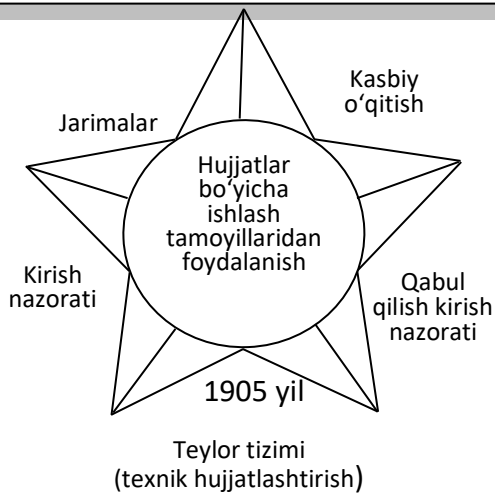 Jarimalar
Kasbiy
o‘qitish
Hujjatlar
bo‘yicha
ishlash
tamoyillaridan
foydalanish
Kirish
nazorati
Qabul
qilish kirish
nazorati
1905 yil
Teylor tizimi
(texnik hujjatlashtirish)